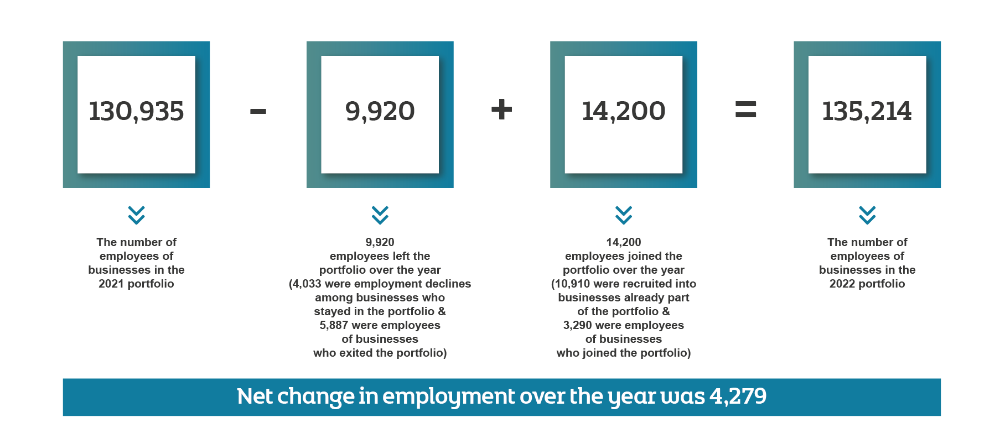 130,935
-
9,920
+
14,200
=
135,214
The number of
employees of
businesses in the
2021 portfolio
9,920
employees left the
portfolio over the year
(4,033 were employment declines
among businesses who
stayed in the portfolio &
5,887 were employees
of businesses
who exited the portfolio)
14,200
employees joined the
portfolio over the year
(10,910 were recruited into
businesses already part
of the portfolio &
3,290 were employees
of businesses
who joined the portfolio)
The number of
employees of
businesses in the
2022 portfolio
Net change in employment over the year was 4,279